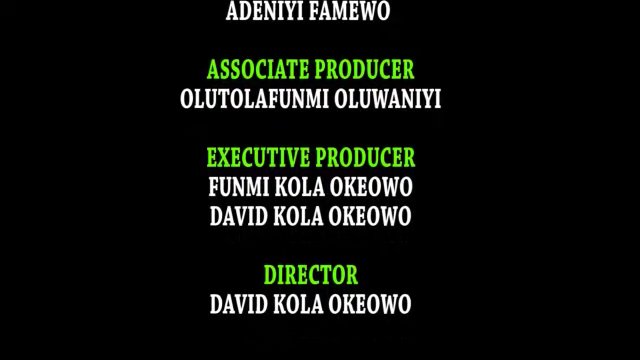 ADENIYI FAMEWO
ASSOCIATE PRODUCER
OLUTOLAFUNMI OLUWANIYI
EXECUTIVE PRODUCER
FUNMI KOLA OKEOWO
DAVID KOLA OKEOWO
DIRECTOR
DAVID KOLA OKEOWO